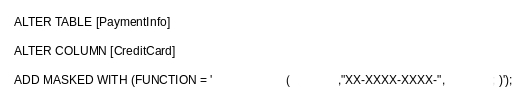 ALTER TABLE [PaymentInfo]
ALTER COLUMN [CreditCard]
ADD MASKED WITH (FUNCTION = ' ( ,"XX-XXXX-XXXX-", )');